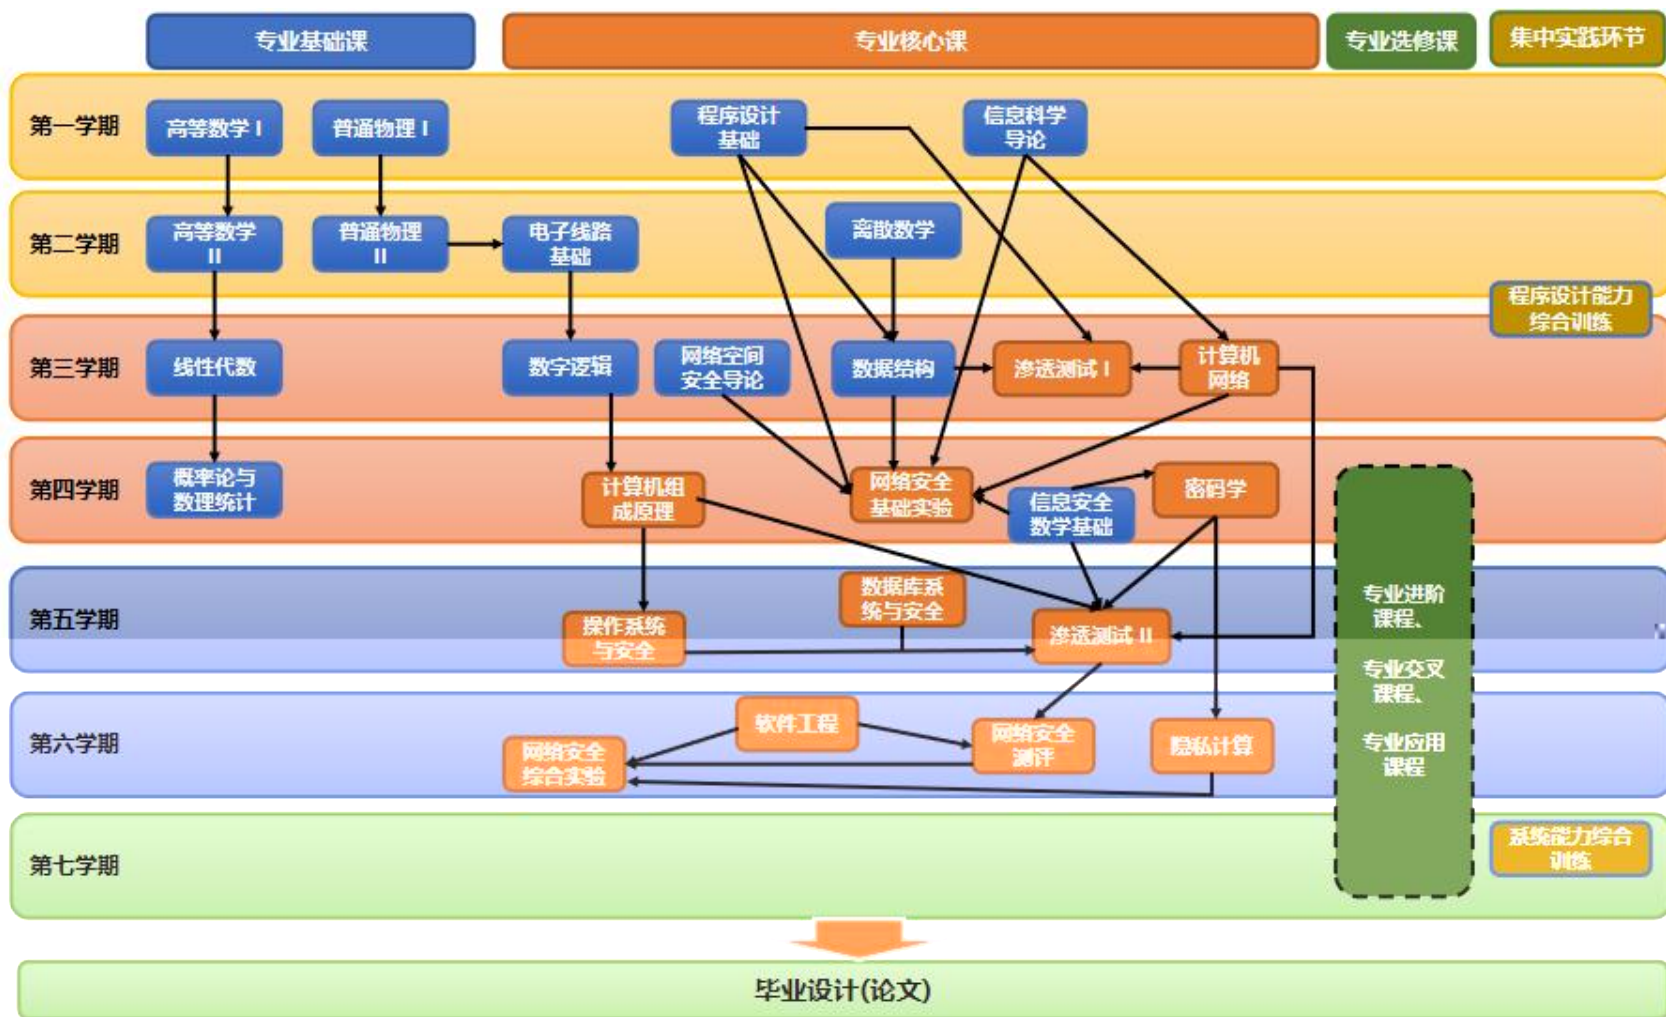 专业基础课
专业核心课
专业选修课
集中实践环节
第一学期
高等数学 I
普通物理 I
程序设计
基础
信息科学
导论
第二学期
高等数学
II
普通物理
II
电子线路
基础
离散数学
程序设计能力
综合训练
第三学期
线性代数
数字逻辑
网络空间
安全导论
数据结构
渗透测试 I
计算机
网络
第四学期
概率论与
数理统计
计算机组
成原理
网络安全
基础实验
信息安全
数学基础
密码学
第五学期
操作系统
与安全
数据库系
统与安全
渗透测试 II
专业进阶
课程、
专业交叉
课程、
专业应用
课程
第六学期
网络安全
综合实验
软件工程
网络安全
测评
隐私计算
第七学期
系统能力综合
训练
毕业设计(论文)